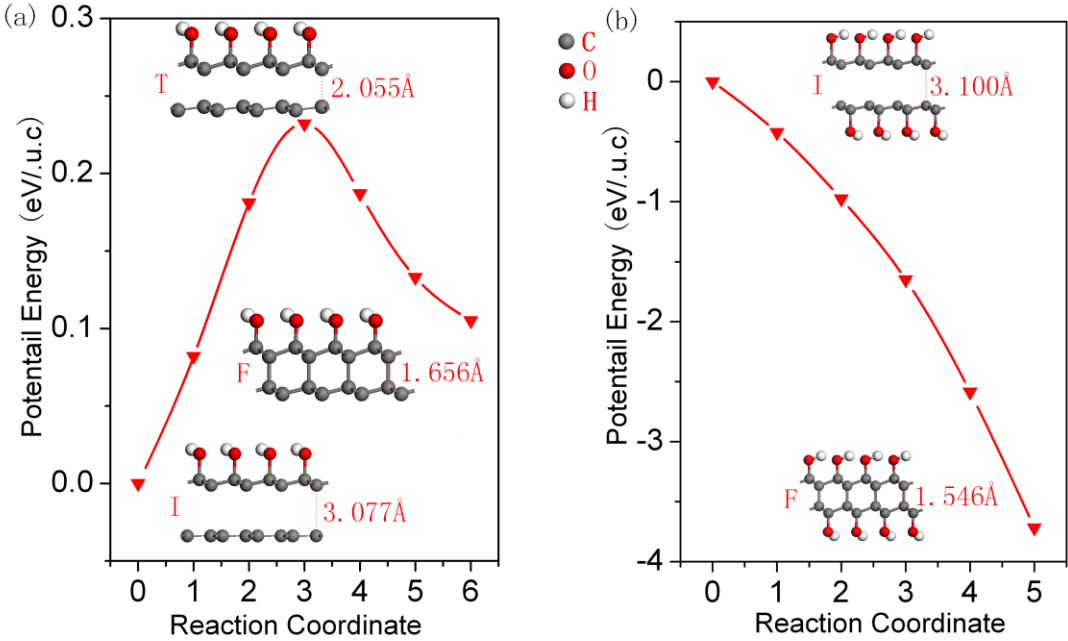 (a)
0.3
0.2
0.1
0.0
Potentail Energy (eV/.u.c)
T
2.055Å
F
1.656Å
I
3.077Å
0 1 2 3 4 5 6
Reaction Coordinate
C
O
H
(b)
0
-1
-2
-3
-4
Potentail Energy (eV/.u.c)
I
3.100Å
F
1.546Å
0 1 2 3 4 5
Reaction Coordinate